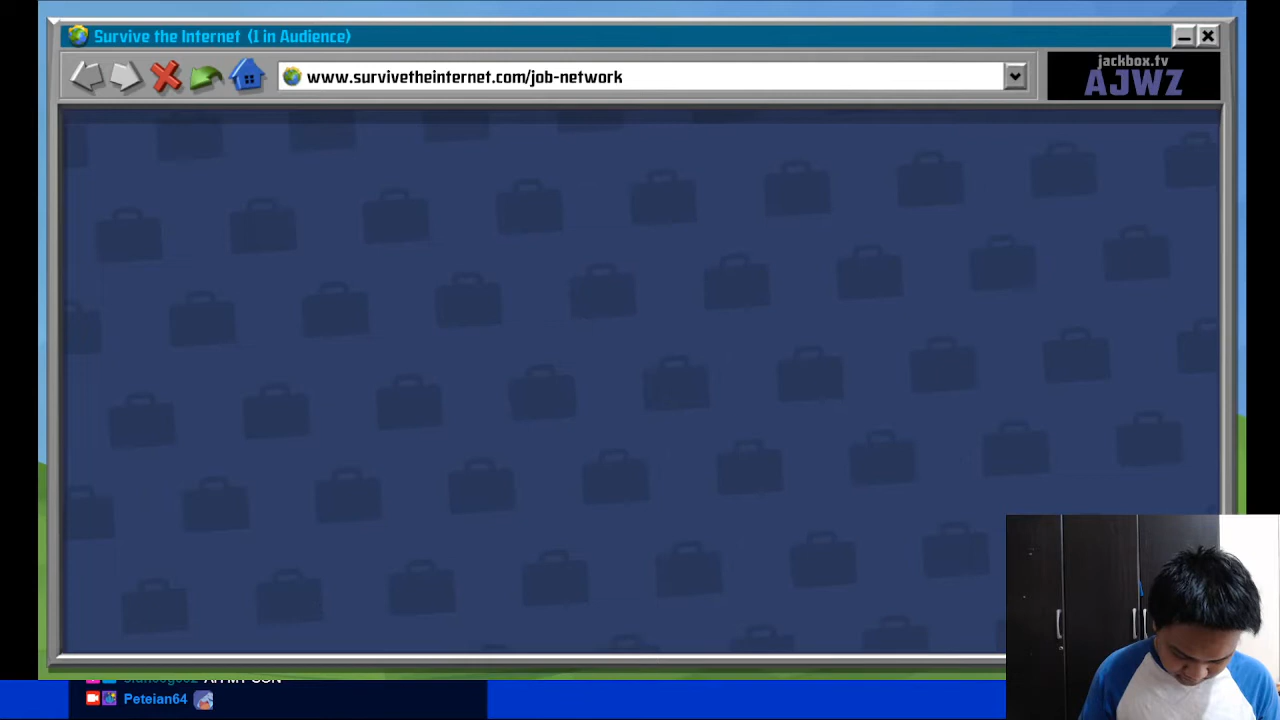 Survive the Internet (1 in Audience)
www.survivetheinternet.com/job-network
jackbox.tv
AJWZ
Peteian64